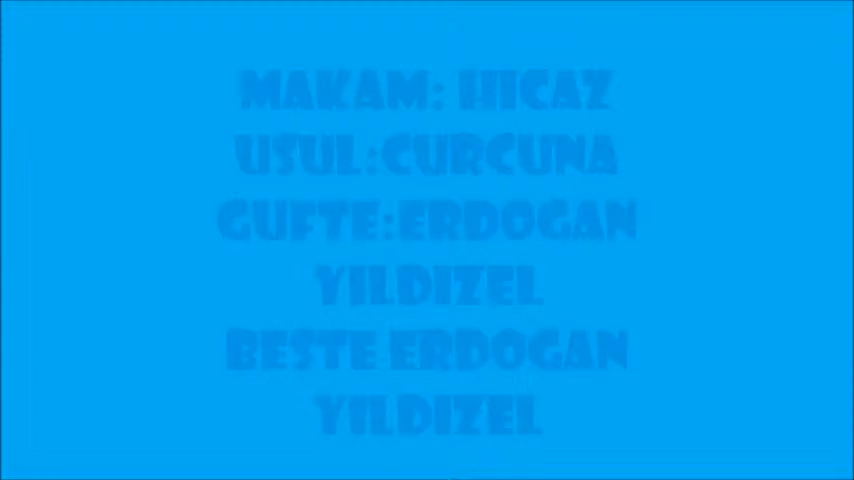 MAKAM: HICAZ
USUL:CURCUNA
GUFTE:ERDOGAN
YILDIZEL
BESTE:ERDOGAN
YILDIZEL